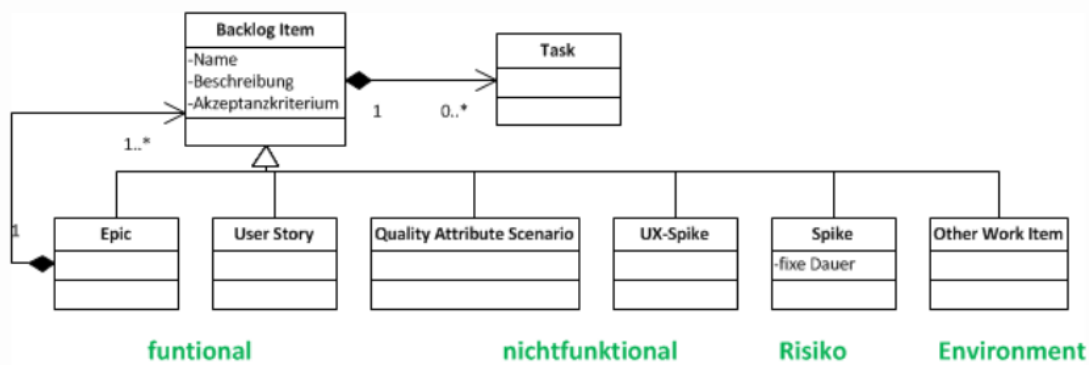 Backlog Item
-Name
-Beschreibung
-Akzeptanzkriterium
Task
1
0..*
1..*
1
Epic
User Story
Quality Attribute Scenario
UX-Spike
Spike
-fixe Dauer
Other Work Item
funtional
nichtfunktional
Risiko
Environment